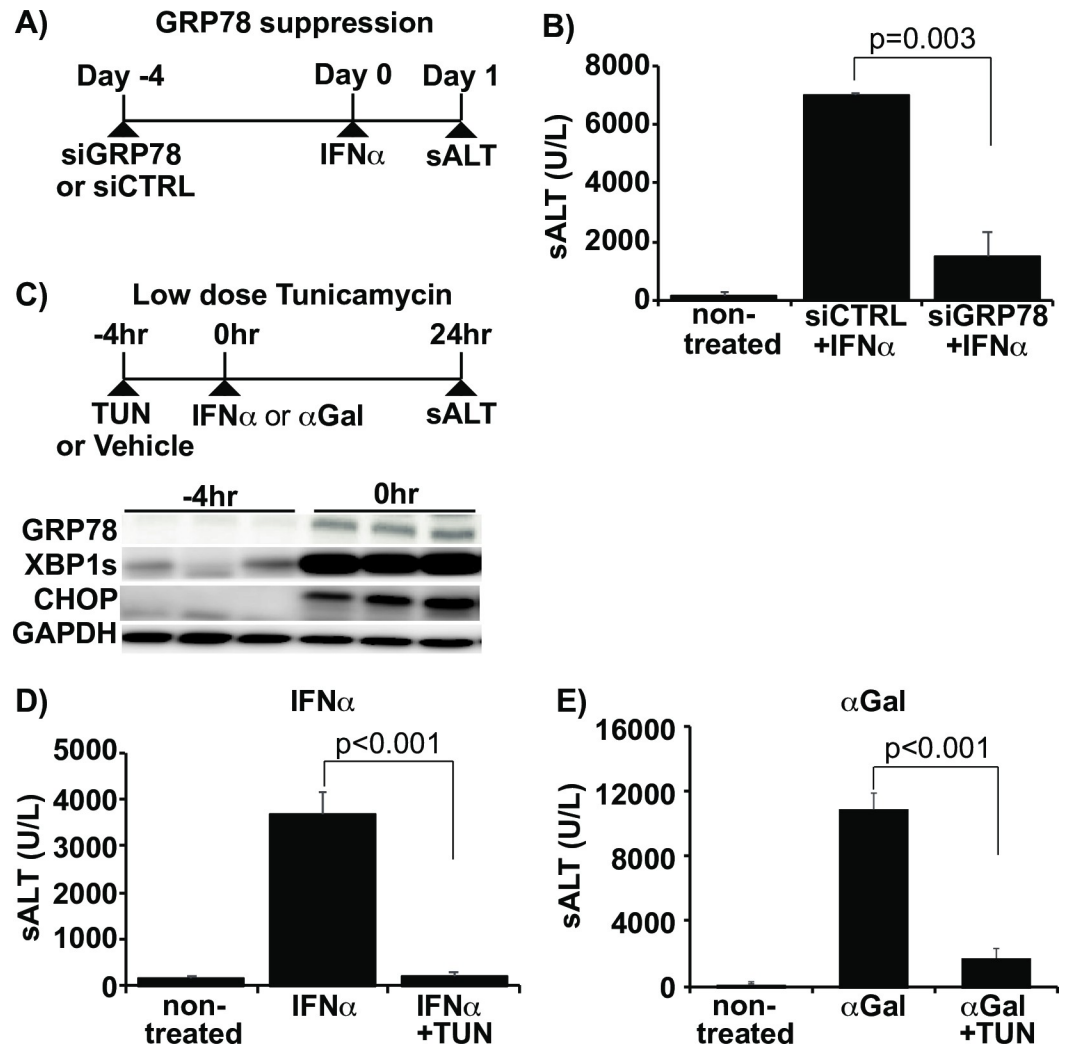 A)
GRP78 suppression
Day -4
Day 0
Day 1
siGRP78
or siCTRL
IFNα
sALT
B)
p=0.003
8000
6000
4000
2000
0
sALT (U/L)
non-
treated
siCTRL
+IFNα
siGRP78
+IFNα
C)
Low dose Tunicamycin
-4hr
0hr
24hr
TUN
or Vehicle
IFNα or αGal
sALT
-4hr
0hr
GRP78
XBP1s
CHOP
GAPDH
D)
IFNα
p<0.001
5000
4000
3000
2000
1000
0
sALT (U/L)
non-
treated
IFNα
IFNα
+TUN
E)
αGal
p<0.001
16000
12000
8000
4000
0
sALT (U/L)
non-
treated
αGal
αGal
+TUN